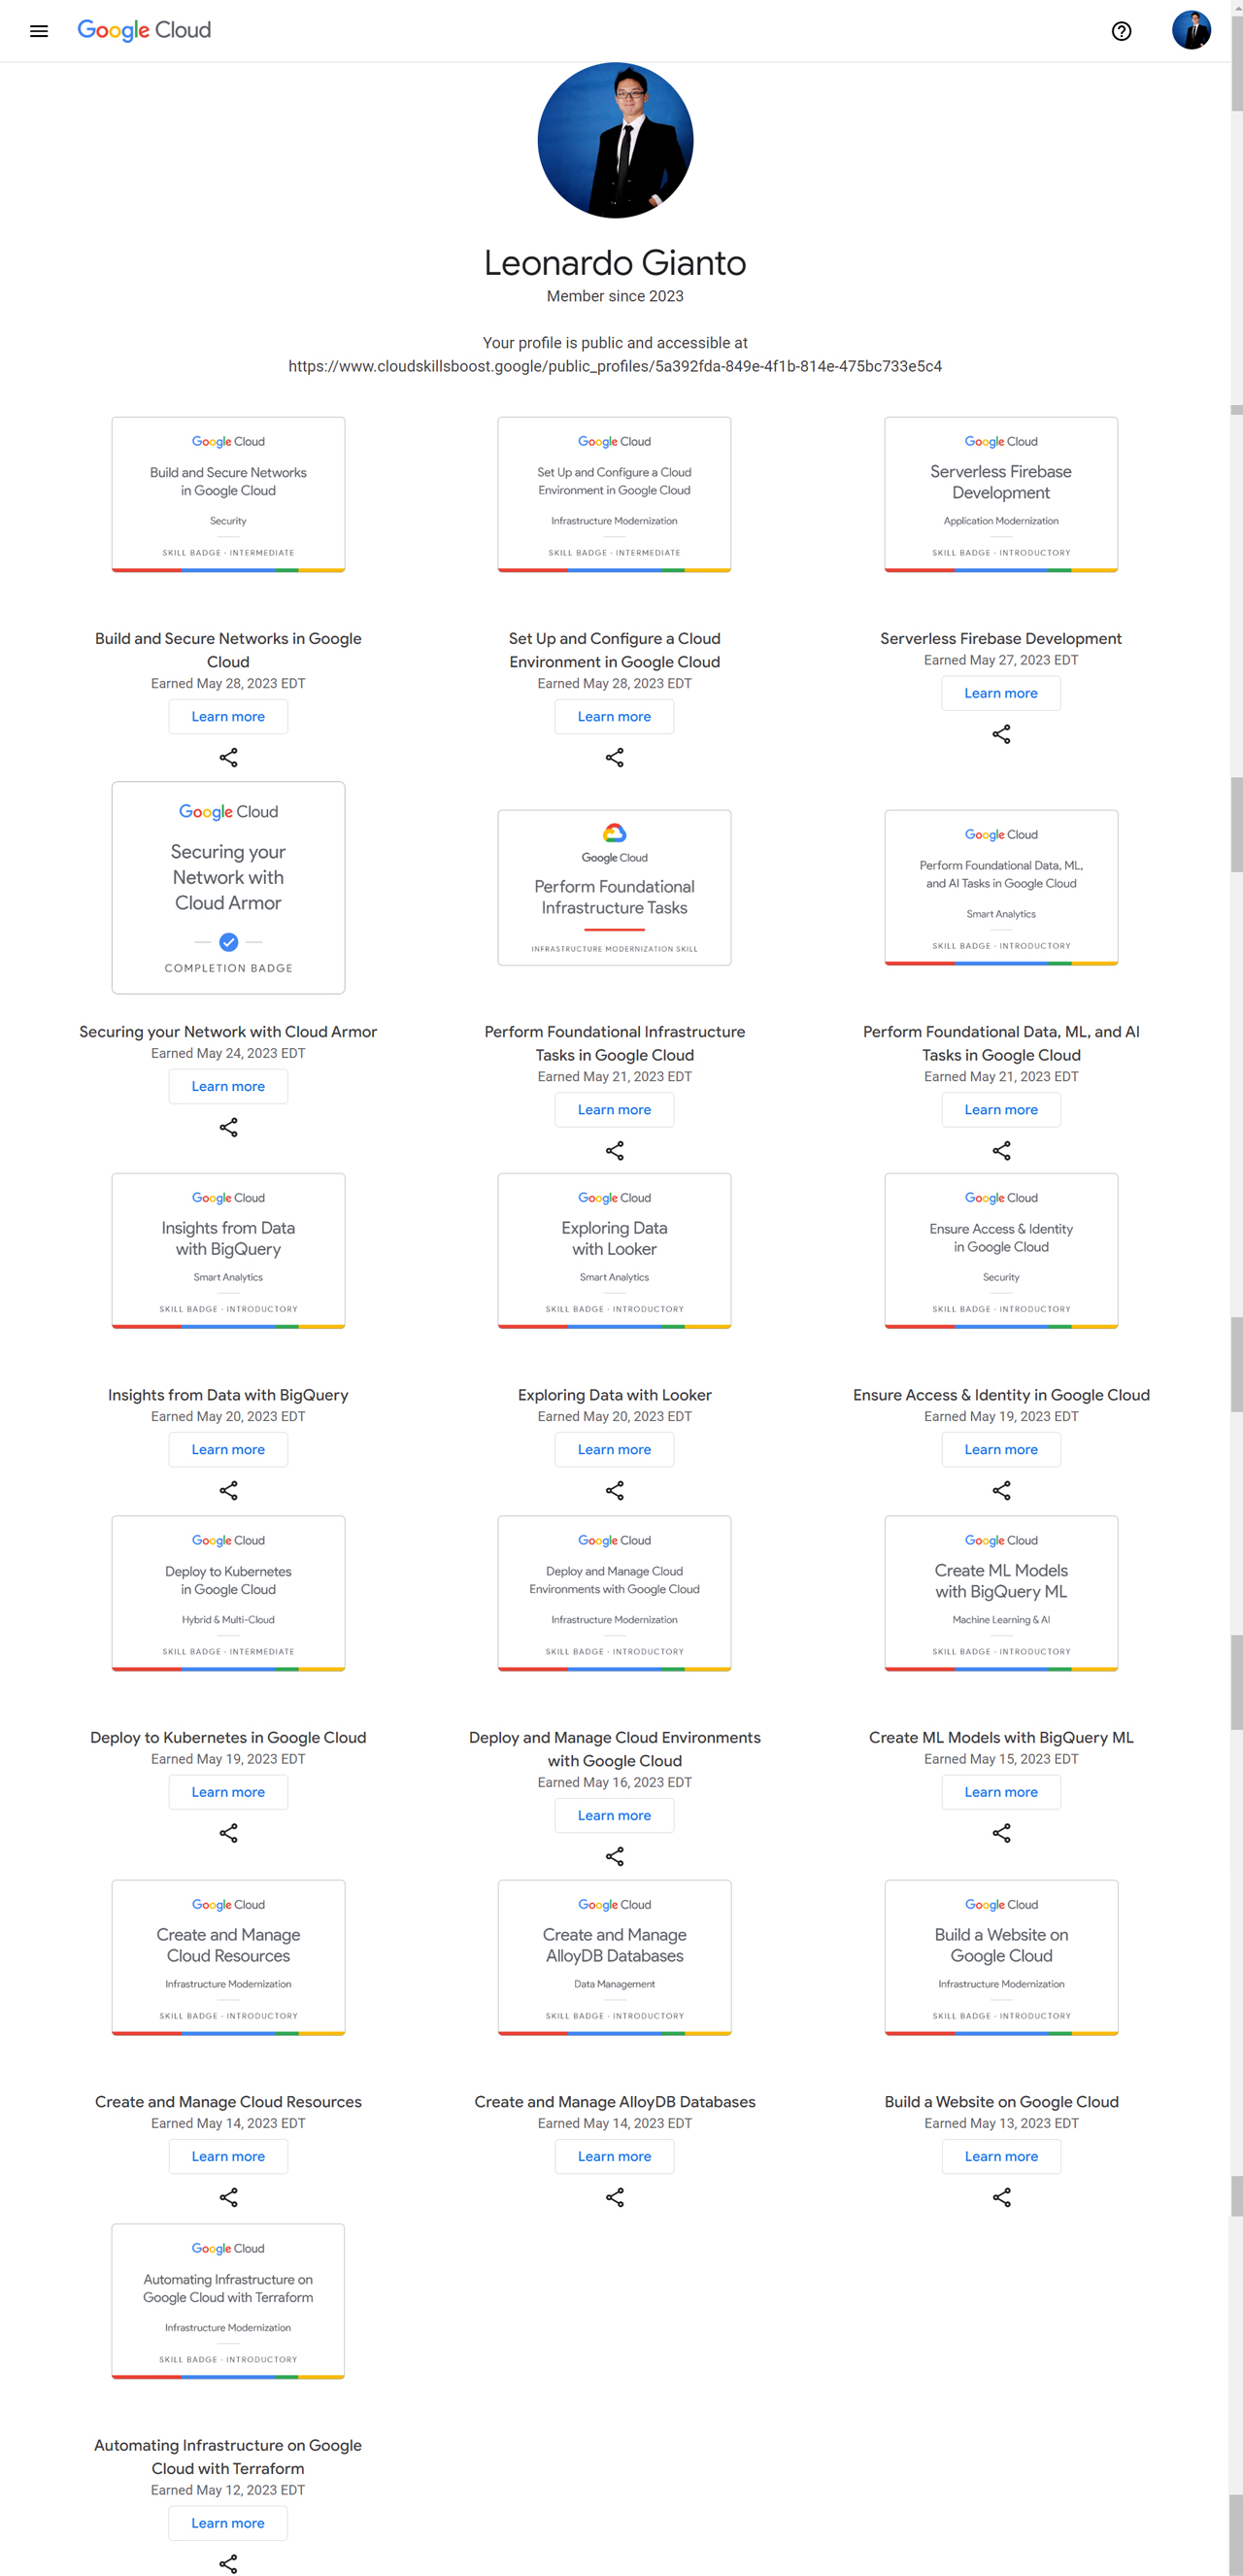 Google Cloud
Leonardo Gianto
Member since 2023
Your profile is public and accessible at
https://www.cloudskillsboost.google/public_profiles/5a392fda-849e-4f1b-814e-475bc733e5c4
Google Cloud
Build and Secure Networks
in Google Cloud
Security
SKILL BADGE · INTERMEDIATE
Build and Secure Networks in Google
Cloud
Earned May 28, 2023 EDT
Learn more
Google Cloud
Set Up and Configure a Cloud
Environment in Google Cloud
Infrastructure Modernization
SKILL BADGE · INTERMEDIATE
Set Up and Configure a Cloud
Environment in Google Cloud
Earned May 28, 2023 EDT
Learn more
Google Cloud
Serverless Firebase
Development
Application Modernization
SKILL BADGE · INTRODUCTORY
Serverless Firebase Development
Earned May 27, 2023 EDT
Learn more
Google Cloud
Securing your
Network with
Cloud Armor
COMPLETION BADGE
Securing your Network with Cloud Armor
Earned May 24, 2023 EDT
Learn more
Google Cloud
Perform Foundational
Infrastructure Tasks
INFRASTRUCTURE MODERNIZATION SKILL
Perform Foundational Infrastructure
Tasks in Google Cloud
Earned May 21, 2023 EDT
Learn more
Google Cloud
Perform Foundational Data, ML,
and AI Tasks in Google Cloud
Smart Analytics
SKILL BADGE · INTRODUCTORY
Perform Foundational Data, ML, and AI
Tasks in Google Cloud
Earned May 21, 2023 EDT
Learn more
Google Cloud
Insights from Data
with BigQuery
Smart Analytics
SKILL BADGE · INTRODUCTORY
Insights from Data with BigQuery
Earned May 20, 2023 EDT
Learn more
Google Cloud
Exploring Data
with Looker
Smart Analytics
SKILL BADGE · INTRODUCTORY
Exploring Data with Looker
Earned May 20, 2023 EDT
Learn more
Google Cloud
Ensure Access & Identity
in Google Cloud
Security
SKILL BADGE · INTRODUCTORY
Ensure Access & Identity in Google Cloud
Earned May 19, 2023 EDT
Learn more
Google Cloud
Deploy to Kubernetes
in Google Cloud
Hybrid & Multi-Cloud
SKILL BADGE · INTERMEDIATE
Deploy to Kubernetes in Google Cloud
Earned May 19, 2023 EDT
Learn more
Google Cloud
Deploy and Manage Cloud
Environments with Google Cloud
Infrastructure Modernization
SKILL BADGE · INTRODUCTORY
Deploy and Manage Cloud Environments
with Google Cloud
Earned May 16, 2023 EDT
Learn more
Google Cloud
Create ML Models
with BigQuery ML
Machine Learning & AI
SKILL BADGE · INTRODUCTORY
Create ML Models with BigQuery ML
Earned May 15, 2023 EDT
Learn more
Google Cloud
Create and Manage
Cloud Resources
Infrastructure Modernization
SKILL BADGE · INTRODUCTORY
Create and Manage Cloud Resources
Earned May 14, 2023 EDT
Learn more
Google Cloud
Create and Manage
AlloyDB Databases
Data Management
SKILL BADGE · INTRODUCTORY
Create and Manage AlloyDB Databases
Earned May 14, 2023 EDT
Learn more
Google Cloud
Build a Website on
Google Cloud
Infrastructure Modernization
SKILL BADGE · INTRODUCTORY
Build a Website on Google Cloud
Earned May 13, 2023 EDT
Learn more
Google Cloud
Automating Infrastructure on
Google Cloud with Terraform
Infrastructure Modernization
SKILL BADGE · INTRODUCTORY
Automating Infrastructure on Google
Cloud with Terraform
Earned May 12, 2023 EDT
Learn more